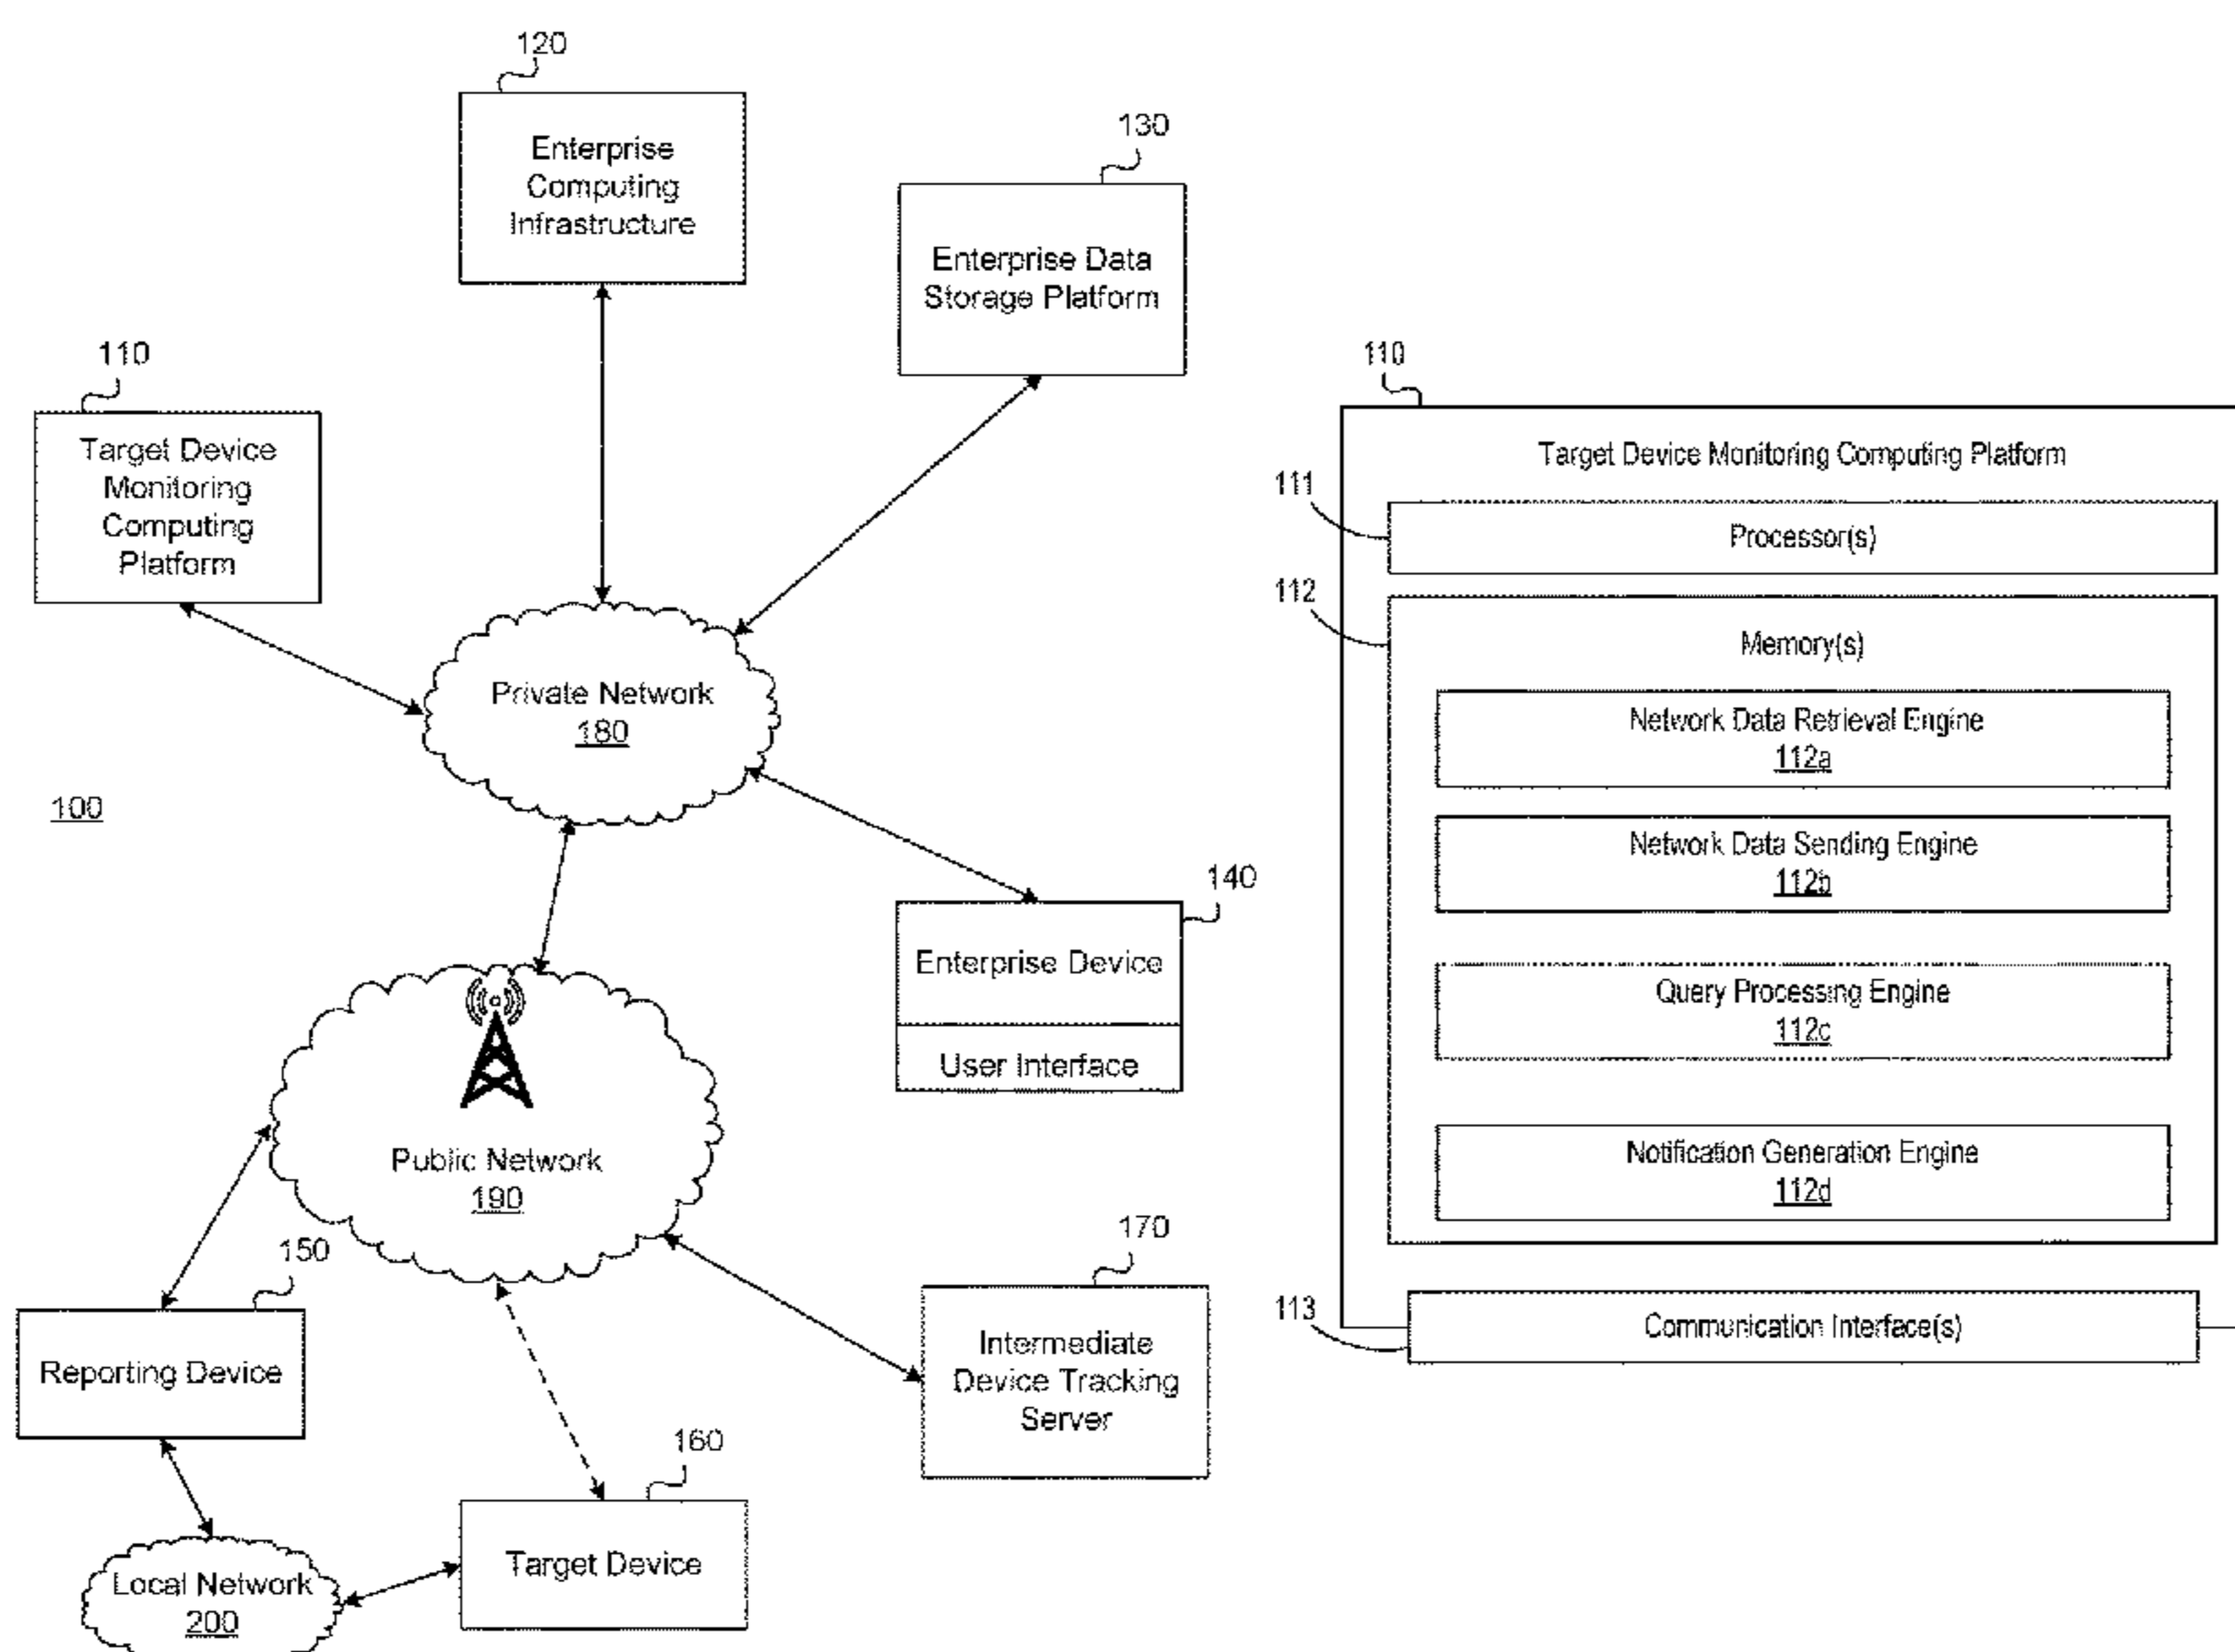 120
Enterprise
Computing
Infrastructure
130
Enterprise Data
Storage Platform
110
Target Device
Monitoring
Computing
Platform
Private Network
180
100
140
Enterprise Device
User Interface
Public Network
190
150
Reporting Device
170
Intermediate
Device Tracking
Server
160
Target Device
Local Network
200
110
Target Device Monitoring Computing Platform
111
Processor(s)
112
Memory(s)
Network Data Retrieval Engine
112a
Network Data Sending Engine
112b
Query Processing Engine
112c
Notification Generation Engine
112d
113
Communication Interface(s)